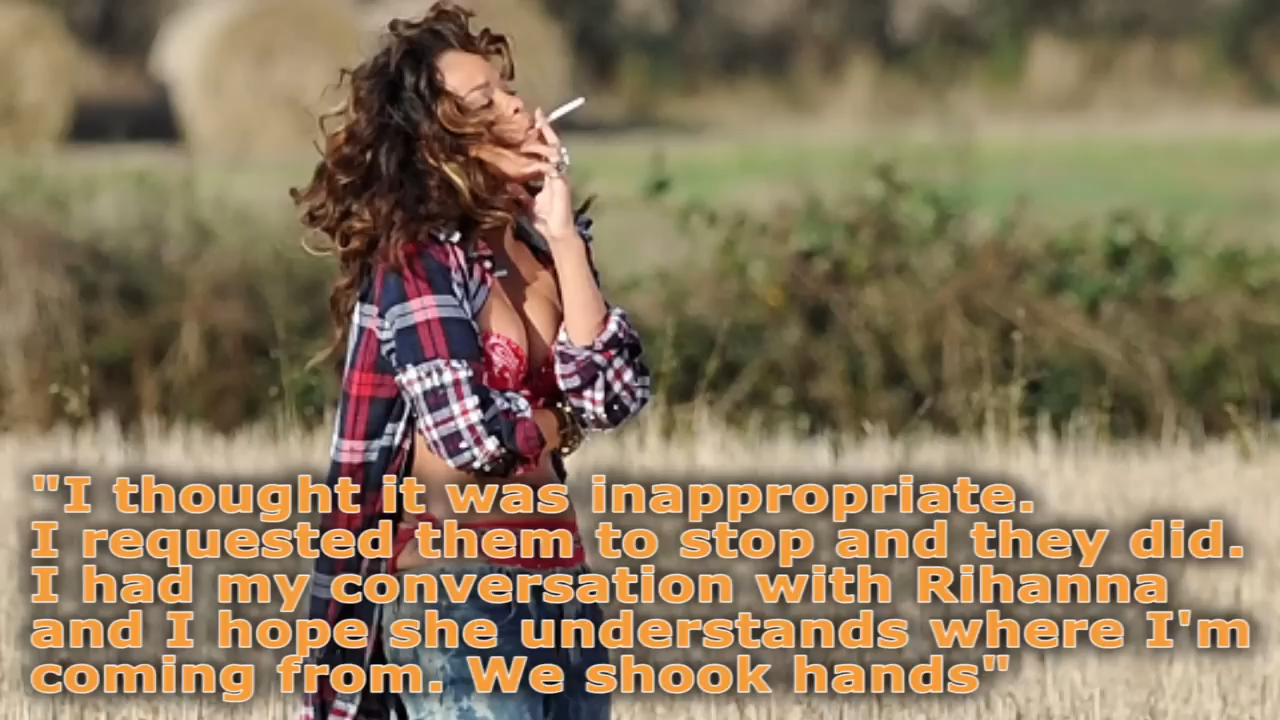 "I thought it was inappropriate.
I requested them to stop and they did.
I had my conversation with Rihanna
and I hope she understands where I'm
coming from. We shook hands"